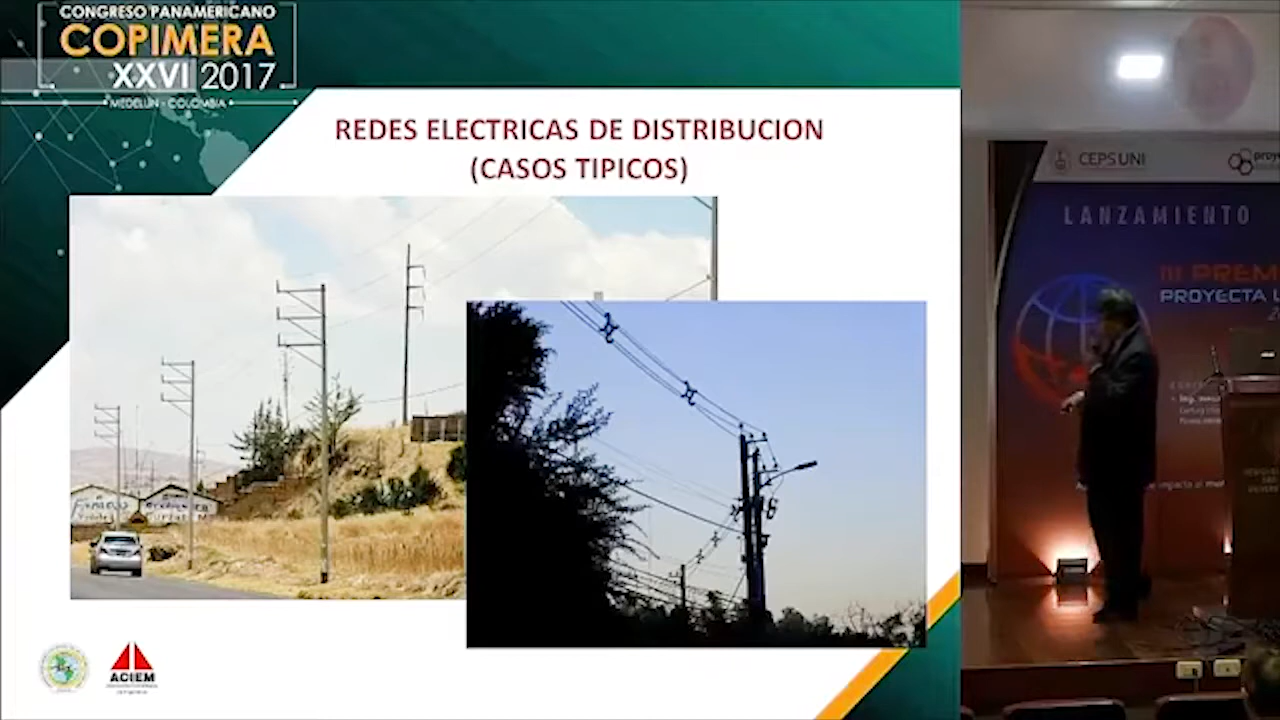 CONGRESO PANAMERICANO
COPIMERA
XXVI 2017
MEDELLIN - COLOMBIA
REDES ELECTRICAS DE DISTRIBUCION
(CASOS TIPICOS)
ACIEM
CEPS UNI
LANZAMIENTO
III PREM
PROYECTA U